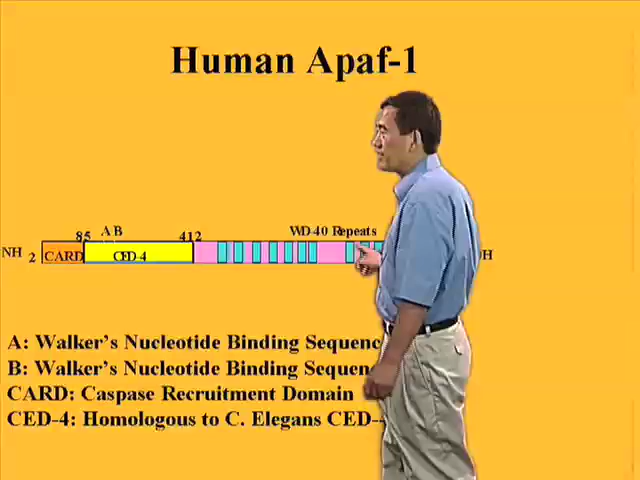 Human Apaf-1
85 A B 412 WD-40 Repeats
NH 2 CARD CED-4 H
A: Walker's Nucleotide Binding Sequenc
B: Walker's Nucleotide Binding Sequen
CARD: Caspase Recruitment Domain
CED-4: Homologous to C. Elegans CED-